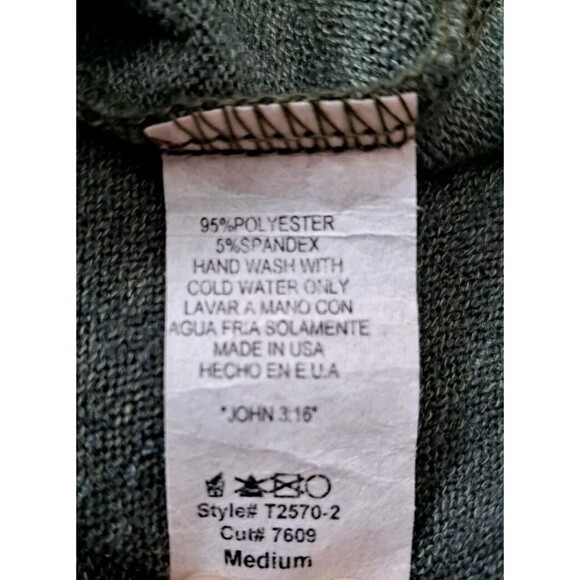 95%POLYESTER
5%SPANDEX
HAND WASH WITH
COLD WATER ONLY
LAVAR A MANO CON
AGUA FRIA SOLAMENTE
MADE IN USA
HECHO EN E.U.A
"JOHN 3:16"
Style# T2570-2
Cut# 7609
Medium